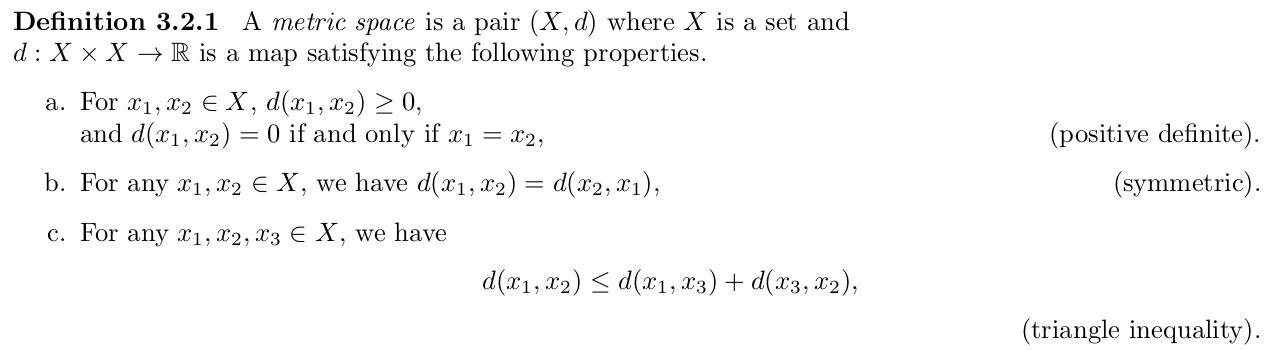 Definition 3.2.1 A metric space is a pair (X, d) where X is a set and
d : X × X → ℝ is a map satisfying the following properties.
a. For x₁, x₂ ∈ X, d(x₁, x₂) ≥ 0,
and d(x₁, x₂) = 0 if and only if x₁ = x₂, (positive definite).
b. For any x₁, x₂ ∈ X, we have d(x₁, x₂) = d(x₂, x₁), (symmetric).
c. For any x₁, x₂, x₃ ∈ X, we have
d(x₁, x₂) ≤ d(x₁, x₃) + d(x₃, x₂),
(triangle inequality).